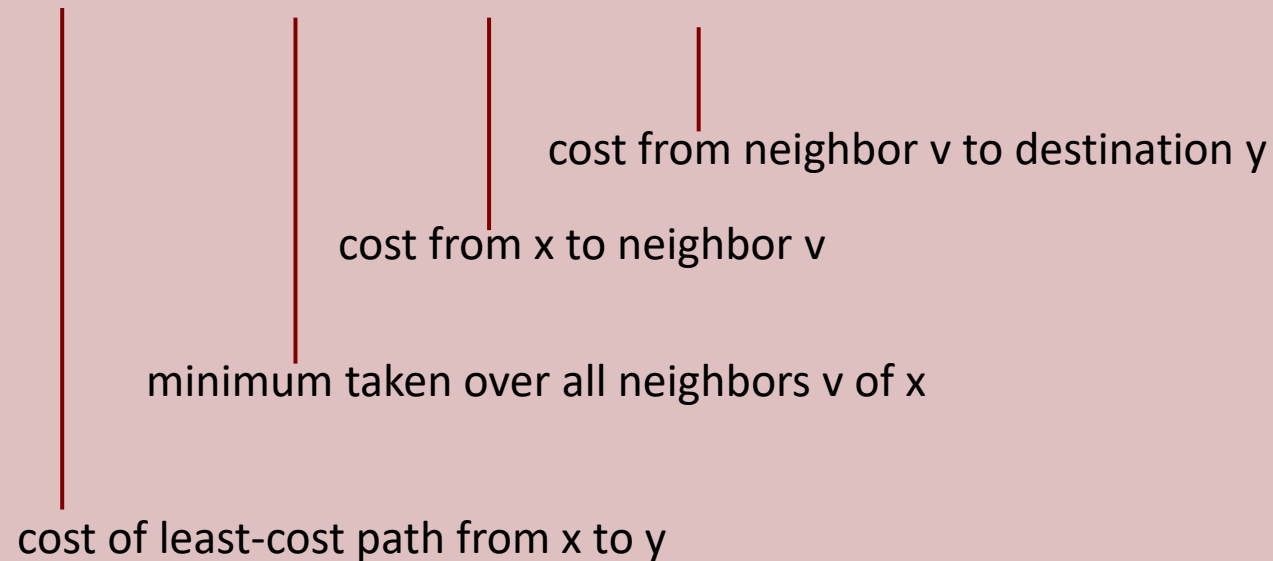 cost from neighbor v to destination y
cost from x to neighbor v
minimum taken over all neighbors v of x
cost of least-cost path from x to y